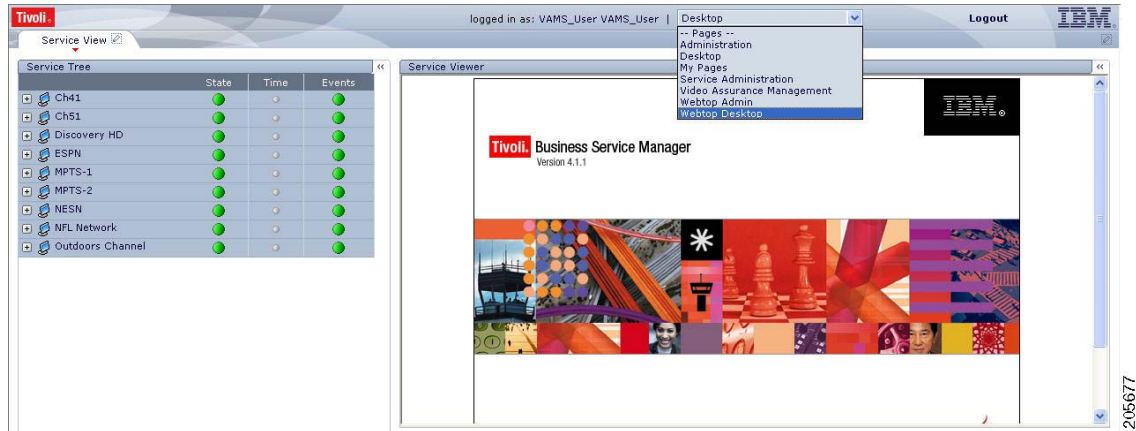 Tivoli. logged in as: VAMS_User VAMS_User | Desktop Logout IBM.
Service View
-- Pages --
Administration
Desktop
My Pages
Service Administration
Video Assurance Management
Webtop Admin
Webtop Desktop
Service Tree
State Time Events
Ch41
Ch51
Discovery HD
ESPN
MPTS-1
MPTS-2
NESN
NFL Network
Outdoors Channel
Service Viewer
IBM.
Tivoli. Business Service Manager
Version 4.1.1
205677